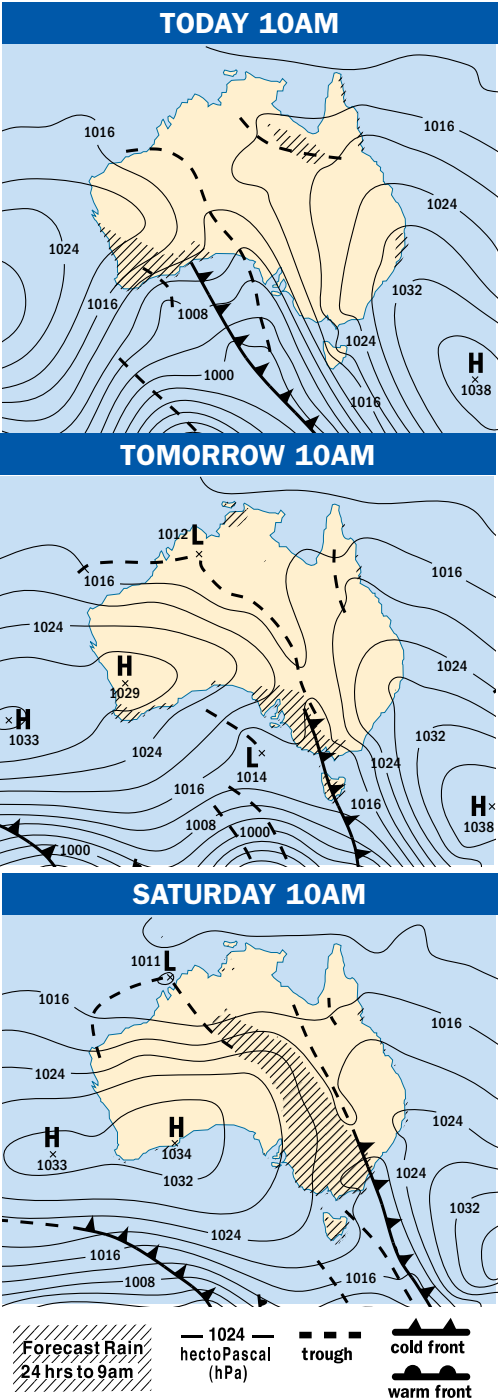 TODAY 10AM
1016
1016
1024
1024
1032
1016
1008
1024
H
1038
1000
1016
TOMORROW 10AM
1012 L
1016
1016
1024
1024
H
1029
H
1033
1032
1024
L
1014
1024
1016
1016
H
1038
1008
1000
1000
SATURDAY 10AM
1011 L
1016
1016
1024
1024
H
1033
H
1034
1032
1024
1032
1024
1016
1016
1008
Forecast Rain
24 hrs to 9am
1024
hectoPascal
(hPa)
trough
cold front
warm front